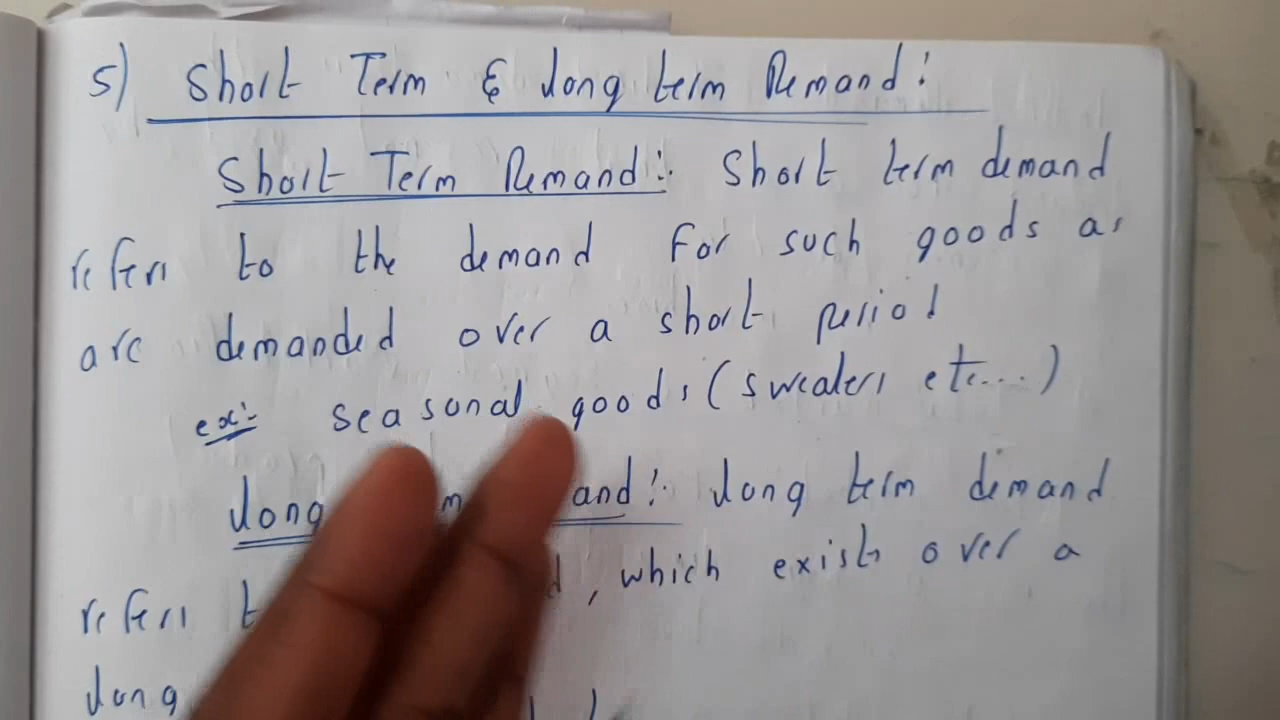 5) Short Term & long term Demand:
Short Term Demand:- Short term demand
refers to the demand For such goods as
are demanded over a short period
ex:- seasonal goods (sweaters etc....)
long and:- long term demand
refers , which exists over a
long